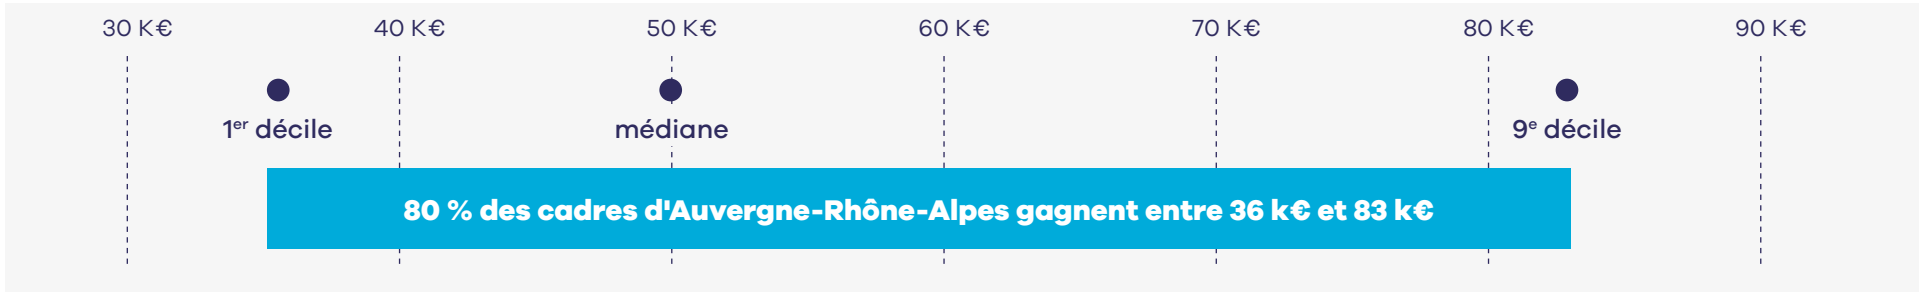 30 K€ 40 K€ 50 K€ 60 K€ 70 K€ 80 K€ 90 K€
1er décile médiane 9e décile
80 % des cadres d'Auvergne-Rhône-Alpes gagnent entre 36 k€ et 83 k€